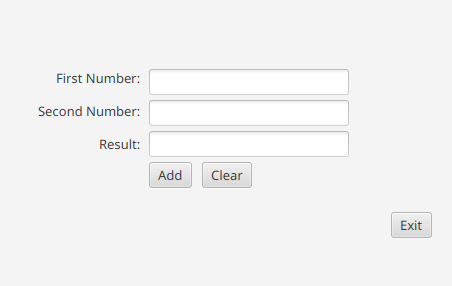 First Number:
Second Number:
Result:
Add Clear
Exit